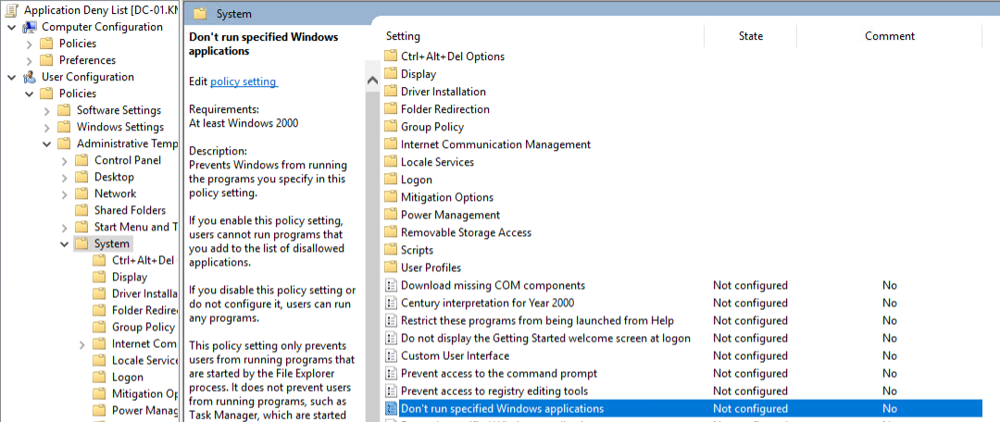 Application Deny List [DC-01.KM
Computer Configuration
Policies
Preferences
User Configuration
Policies
Software Settings
Windows Settings
Administrative Temp
Control Panel
Desktop
Network
Shared Folders
Start Menu and T
System
Ctrl+Alt+Del
Display
Driver Installa
Folder Redire
Group Policy
Internet Com
Locale Service
Logon
Mitigation Op
Power Manag
System
Don't run specified Windows
applications
Edit policy setting
Requirements:
At least Windows 2000
Description:
Prevents Windows from running
the programs you specify in this
policy setting.
If you enable this policy setting,
users cannot run programs that
you add to the list of disallowed
applications.
If you disable this policy setting or
do not configure it, users can run
any programs.
This policy setting only prevents
users from running programs that
are started by the File Explorer
process. It does not prevent users
from running programs, such as
Task Manager, which are started
Setting State Comment
Ctrl+Alt+Del Options
Display
Driver Installation
Folder Redirection
Group Policy
Internet Communication Management
Locale Services
Logon
Mitigation Options
Power Management
Removable Storage Access
Scripts
User Profiles
Download missing COM components Not configured No
Century interpretation for Year 2000 Not configured No
Restrict these programs from being launched from Help Not configured No
Do not display the Getting Started welcome screen at logon Not configured No
Custom User Interface Not configured No
Prevent access to the command prompt Not configured No
Prevent access to registry editing tools Not configured No
Don't run specified Windows applications Not configured No